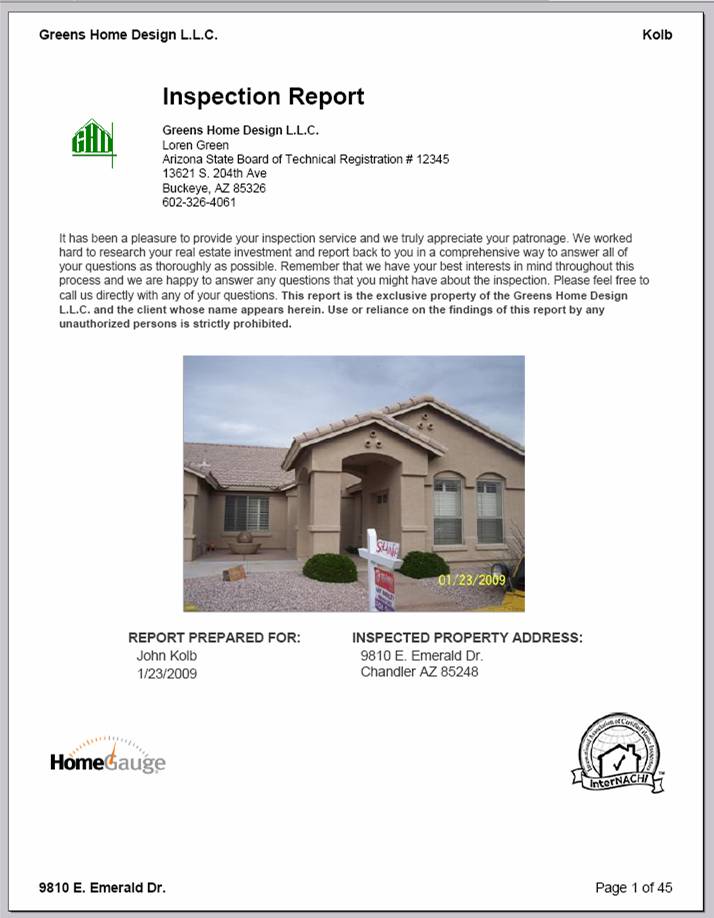 Greens Home Design L.L.C. Kolb
Inspection Report
GHD
Greens Home Design L.L.C.
Loren Green
Arizona State Board of Technical Registration # 12345
13621 S. 204th Ave
Buckeye, AZ 85326
602-326-4061
It has been a pleasure to provide your inspection service and we truly appreciate your patronage. We worked
hard to research your real estate investment and report back to you in a comprehensive way to answer all of
your questions as thoroughly as possible. Remember that we have your best interests in mind throughout this
process and we are happy to answer any questions that you might have about the inspection. Please feel free to
call us directly with any of your questions. This report is the exclusive property of the Greens Home Design
L.L.C. and the client whose name appears herein. Use or reliance on the findings of this report by any
unauthorized persons is strictly prohibited.
01/23/2009
REPORT PREPARED FOR: INSPECTED PROPERTY ADDRESS:
John Kolb 9810 E. Emerald Dr.
1/23/2009 Chandler AZ 85248
HomeGauge
International Association of Certified Home Inspectors
InterNACHI
TM
9810 E. Emerald Dr. Page 1 of 45